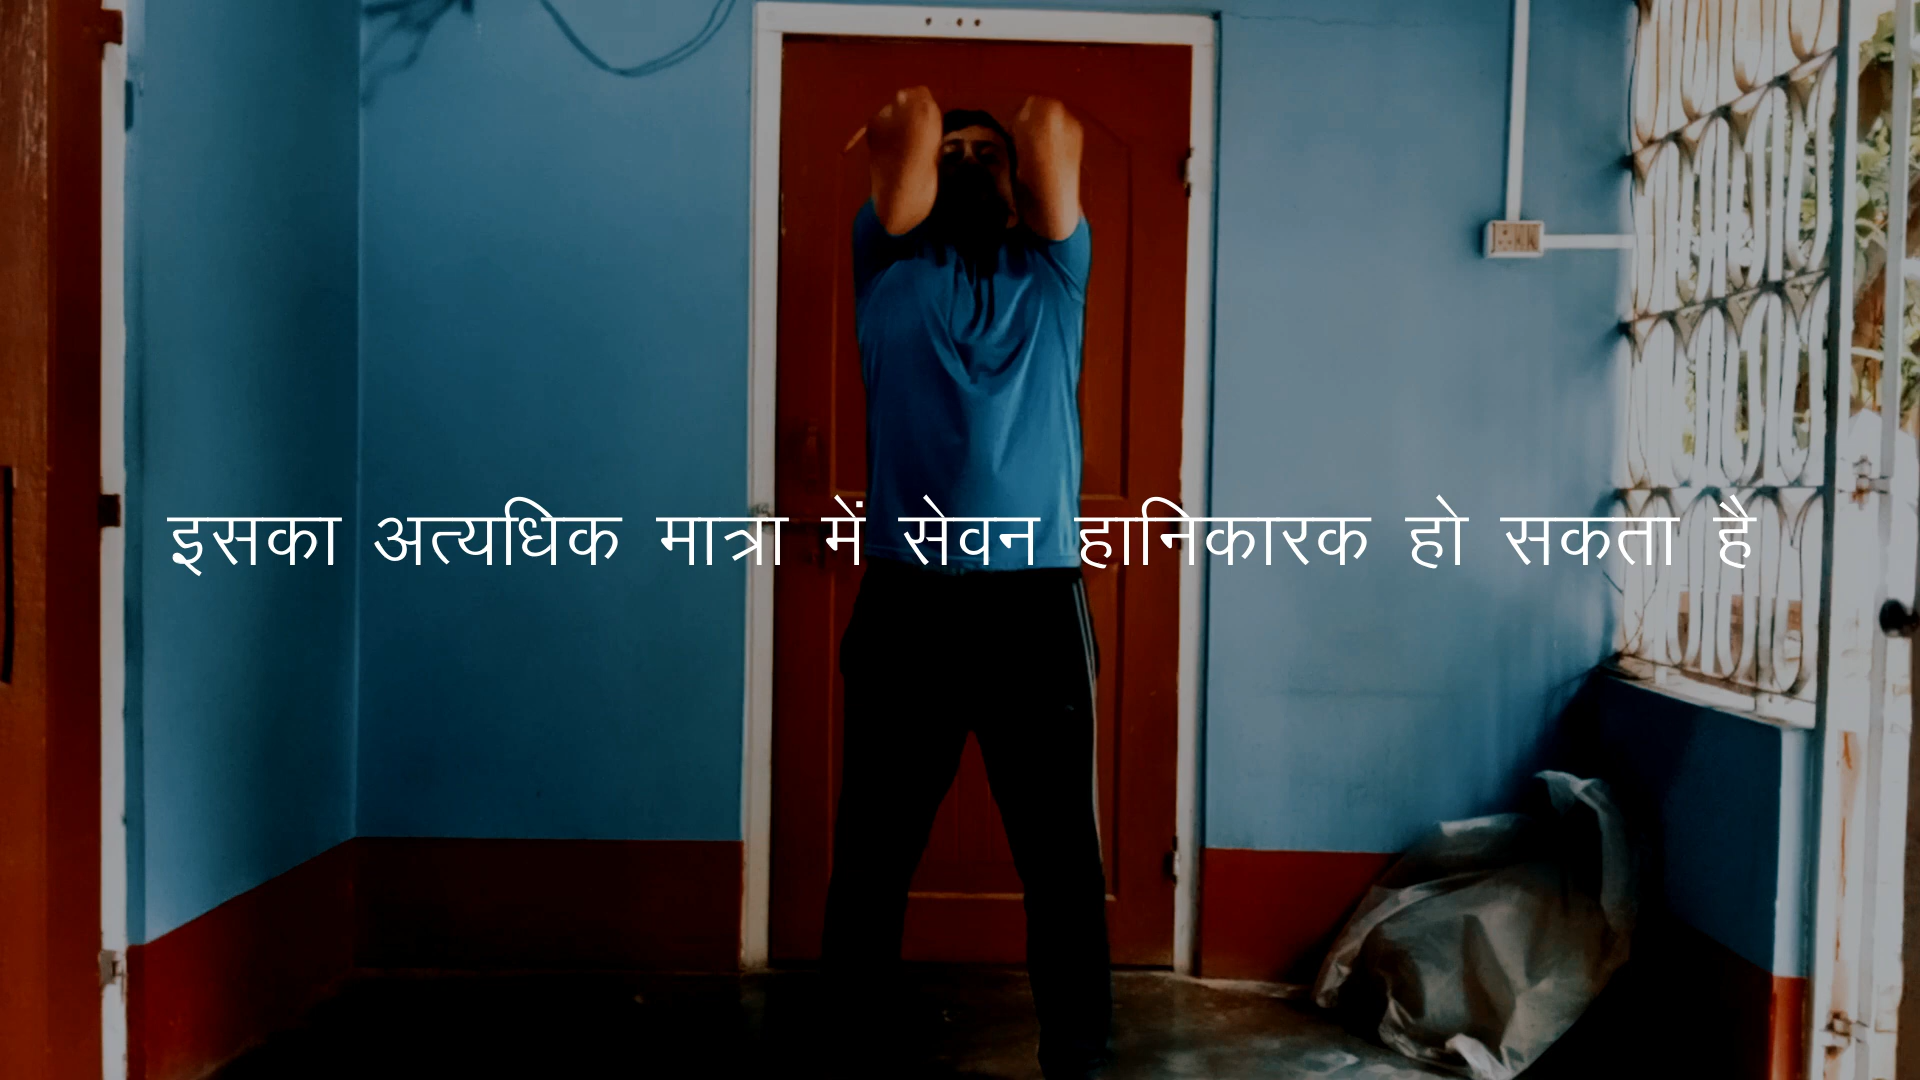 इसका अत्यधिक मात्रा में सेवन हानिकारक हो सकता है